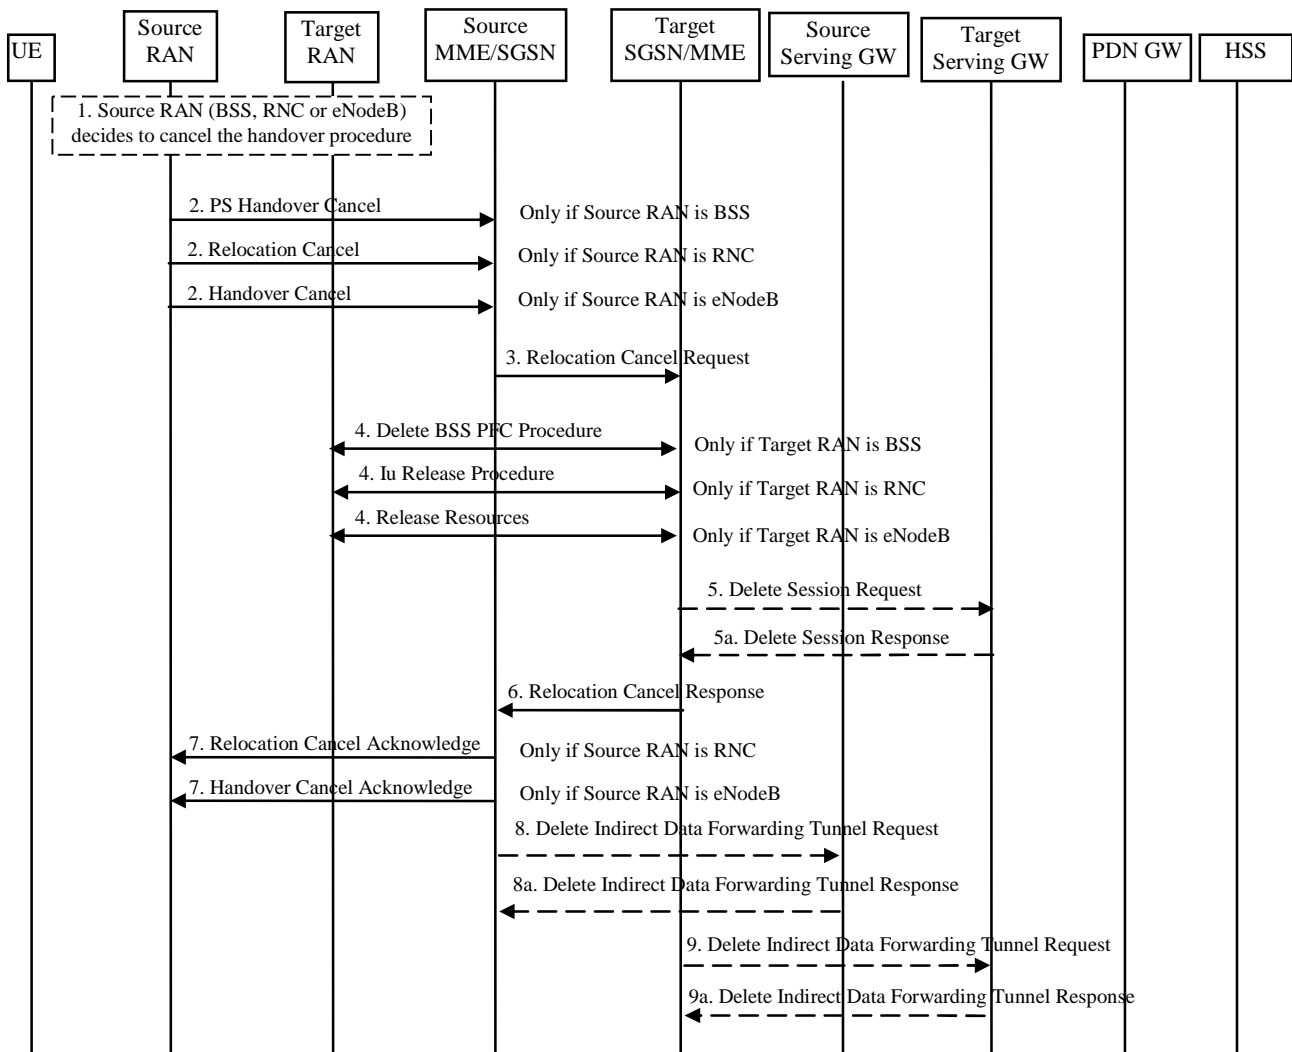 UE
Source
RAN
Target
RAN
Source
MME/SGSN
Target
SGSN/MME
Source
Serving GW
Target
Serving GW
PDN GW
HSS
1. Source RAN (BSS, RNC or eNodeB)
decides to cancel the handover procedure
2. PS Handover Cancel
Only if Source RAN is BSS
2. Relocation Cancel
Only if Source RAN is RNC
2. Handover Cancel
Only if Source RAN is eNodeB
3. Relocation Cancel Request
4. Delete BSS PFC Procedure
Only if Target RAN is BSS
4. Iu Release Procedure
Only if Target RAN is RNC
4. Release Resources
Only if Target RAN is eNodeB
5. Delete Session Request
5a. Delete Session Response
6. Relocation Cancel Response
7. Relocation Cancel Acknowledge
Only if Source RAN is RNC
7. Handover Cancel Acknowledge
Only if Source RAN is eNodeB
8. Delete Indirect Data Forwarding Tunnel Request
8a. Delete Indirect Data Forwarding Tunnel Response
9. Delete Indirect Data Forwarding Tunnel Request
9a. Delete Indirect Data Forwarding Tunnel Response